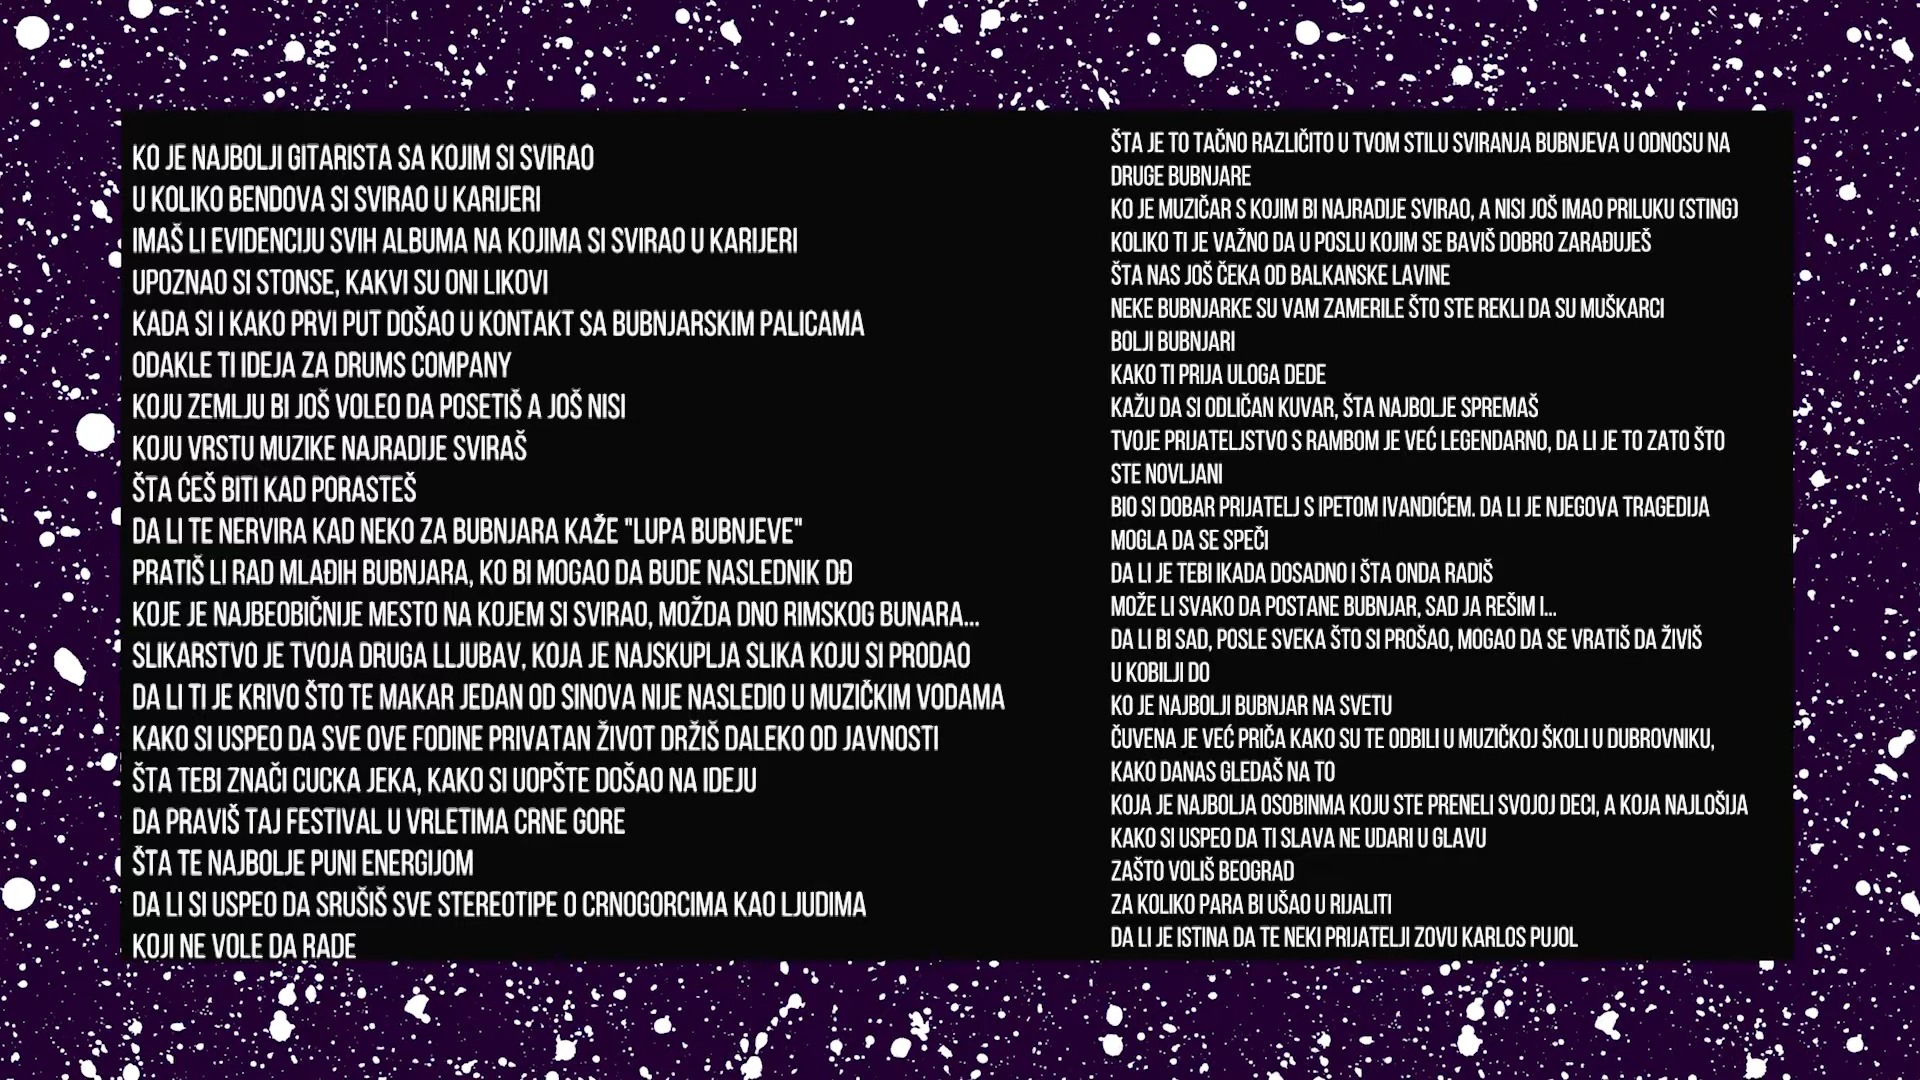 KO JE NAJBOLJI GITARISTA SA KOJIM SI SVIRAO
U KOLIKO BENDOVA SI SVIRAO U KARIJERI
IMAŠ LI EVIDENCIJU SVIH ALBUMA NA KOJIMA SI SVIRAO U KARIJERI
UPOZNAO SI STONSE, KAKVI SU ONI LIKOVI
KADA SI I KAKO PRVI PUT DOŠAO U KONTAKT SA BUBNJARSKIM PALICAMA
ODAKLE TI IDEJA ZA DRUMS COMPANY
KOJU ZEMLJU BI JOŠ VOLEO DA POSETIŠ A JOŠ NISI
KOJU VRSTU MUZIKE NAJRADIJE SVIRAŠ
ŠTA ĆEŠ BITI KAD PORASTEŠ
DA LI TE NERVIRA KAD NEKO ZA BUBNJARA KAŽE "LUPA BUBNJEVE"
PRATIŠ LI RAD MLAĐIH BUBNJARA, KO BI MOGAO DA BUDE NASLEDNIK DĐ
KOJE JE NAJBEOBIČNIJE MESTO NA KOJEM SI SVIRAO, MOŽDA DNO RIMSKOG BUNARA...
SLIKARSTVO JE TVOJA DRUGA LLJUBAV, KOJA JE NAJSKUPLJA SLIKA KOJU SI PRODAO
DA LI TI JE KRIVO ŠTO TE MAKAR JEDAN OD SINOVA NIJE NASLEDIO U MUZIČKIM VODAMA
KAKO SI USPEO DA SVE OVE FODINE PRIVATAN ŽIVOT DRŽIŠ DALEKO OD JAVNOSTI
ŠTA TEBI ZNAČI CUCKA JEKA, KAKO SI UOPŠTE DOŠAO NA IDEJU
DA PRAVIŠ TAJ FESTIVAL U VRLETIMA CRNE GORE
ŠTA TE NAJBOLJE PUNI ENERGIJOM
DA LI SI USPEO DA SRUŠIŠ SVE STEREOTIPE O CRNOGORCIMA KAO LJUDIMA
KOJI NE VOLE DA RADE
ŠTA JE TO TAČNO RAZLIČITO U TVOM STILU SVIRANJA BUBNJEVA U ODNOSU NA
DRUGE BUBNJARE
KO JE MUZIČAR S KOJIM BI NAJRADIJE SVIRAO, A NISI JOŠ IMAO PRILUKU (STING)
KOLIKO TI JE VAŽNO DA U POSLU KOJIM SE BAVIŠ DOBRO ZARAĐUJEŠ
ŠTA NAS JOŠ ČEKA OD BALKANSKE LAVINE
NEKE BUBNJARKE SU VAM ZAMERILE ŠTO STE REKLI DA SU MUŠKARCI
BOLJI BUBNJARI
KAKO TI PRIJA ULOGA DEDE
KAŽU DA SI ODLIČAN KUVAR, ŠTA NAJBOLJE SPREMAŠ
TVOJE PRIJATELJSTVO S RAMBOM JE VEĆ LEGENDARNO, DA LI JE TO ZATO ŠTO
STE NOVLJANI
BIO SI DOBAR PRIJATELJ S IPETOM IVANDIĆEM. DA LI JE NJEGOVA TRAGEDIJA
MOGLA DA SE SPEČI
DA LI JE TEBI IKADA DOSADNO I ŠTA ONDA RADIŠ
MOŽE LI SVAKO DA POSTANE BUBNJAR, SAD JA REŠIM I...
DA LI BI SAD, POSLE SVEKA ŠTO SI PROŠAO, MOGAO DA SE VRATIŠ DA ŽIVIŠ
U KOBILJI DO
KO JE NAJBOLJI BUBNJAR NA SVETU
ČUVENA JE VEĆ PRIČA KAKO SU TE ODBILI U MUZIČKOJ ŠKOLI U DUBROVNIKU,
KAKO DANAS GLEDAŠ NA TO
KOJA JE NAJBOLJA OSOBINMA KOJU STE PRENELI SVOJOJ DECI, A KOJA NAJLOŠIJA
KAKO SI USPEO DA TI SLAVA NE UDARI U GLAVU
ZAŠTO VOLIŠ BEOGRAD
ZA KOLIKO PARA BI UŠAO U RIJALITI
DA LI JE ISTINA DA TE NEKI PRIJATELJI ZOVU KARLOS PUJOL